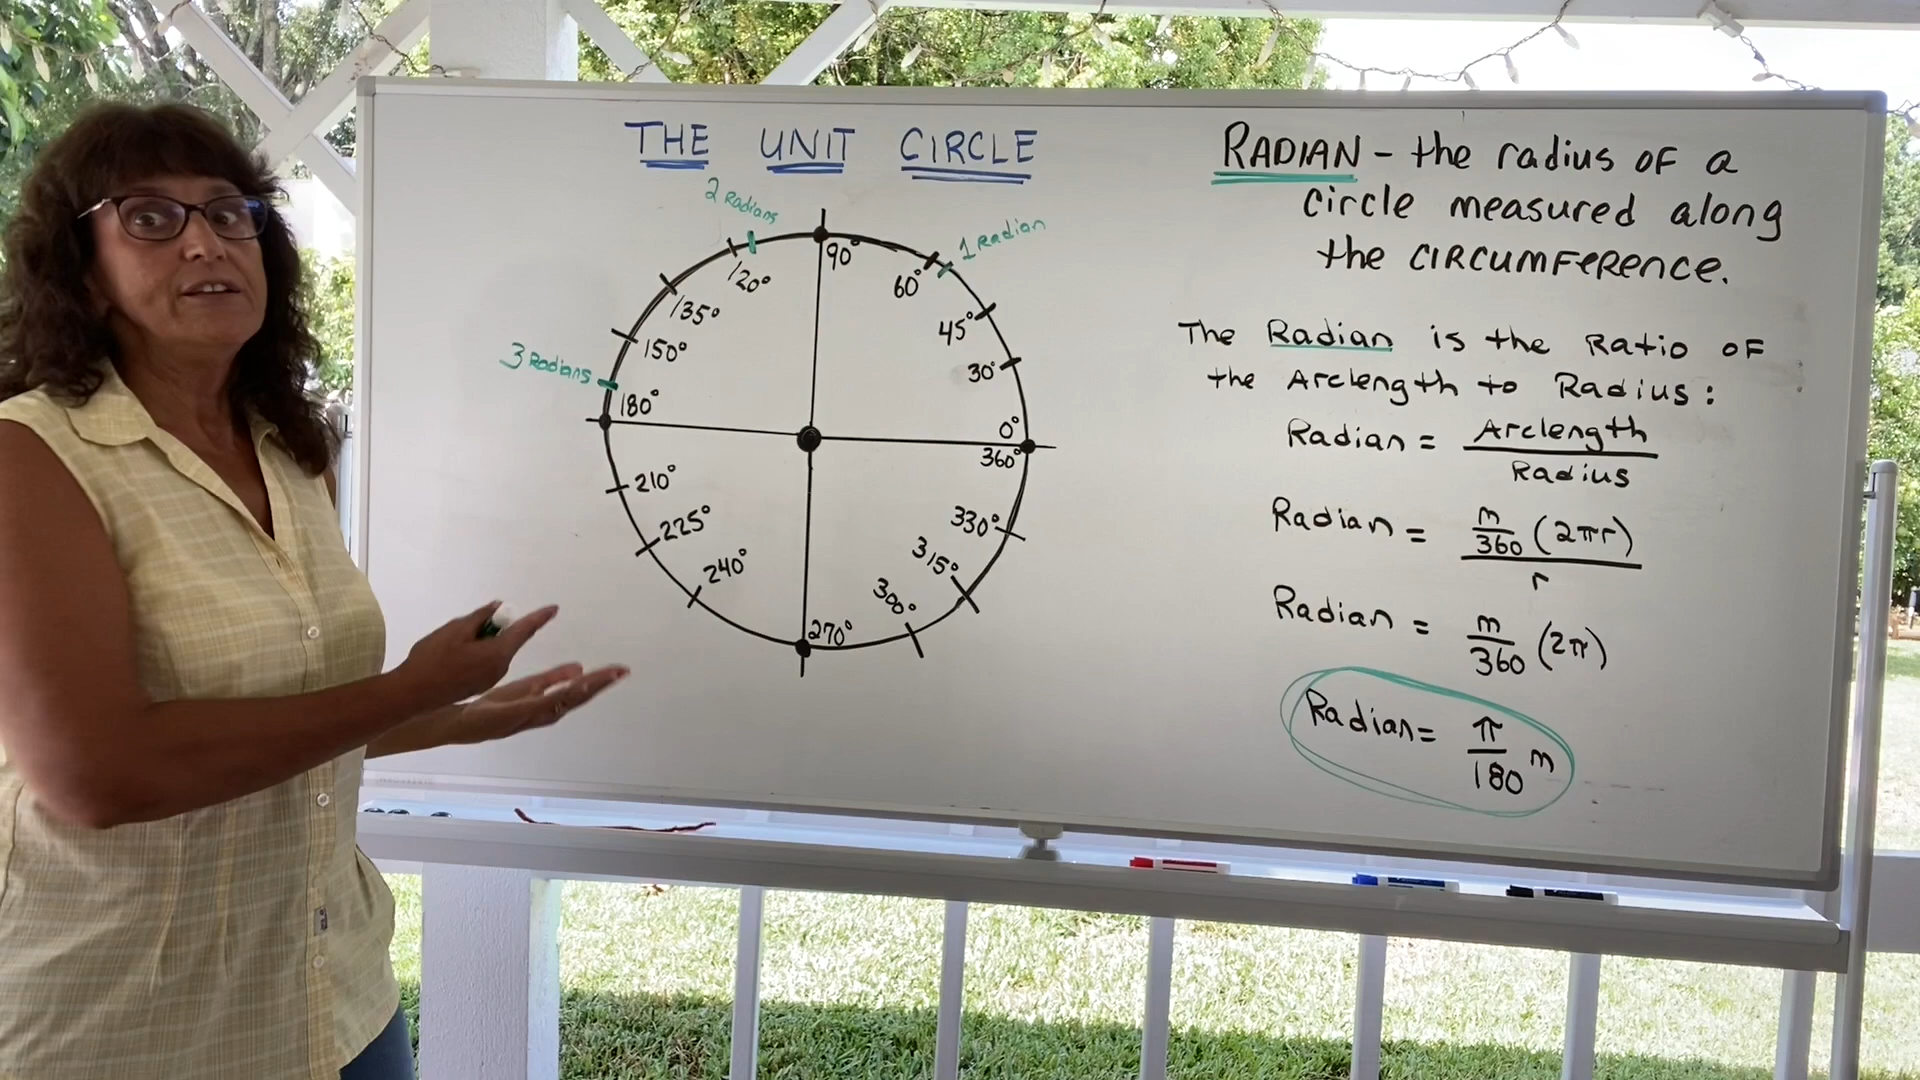 THE UNIT CIRCLE
2 Radians
1 Radian
90°
120°
60°
135°
45°
150°
30°
3 Radians
180°
0°
360°
210°
225°
330°
240°
315°
300°
270°
RADIAN - the radius OF a
circle measured along
the CIRCUMFERENCE.
The Radian is the Ratio OF
the Arclength to Radius:
Radian = Arclength
Radius
Radian = m/360 (2πr)
r
Radian = m/360 (2π)
Radian = π/180 m